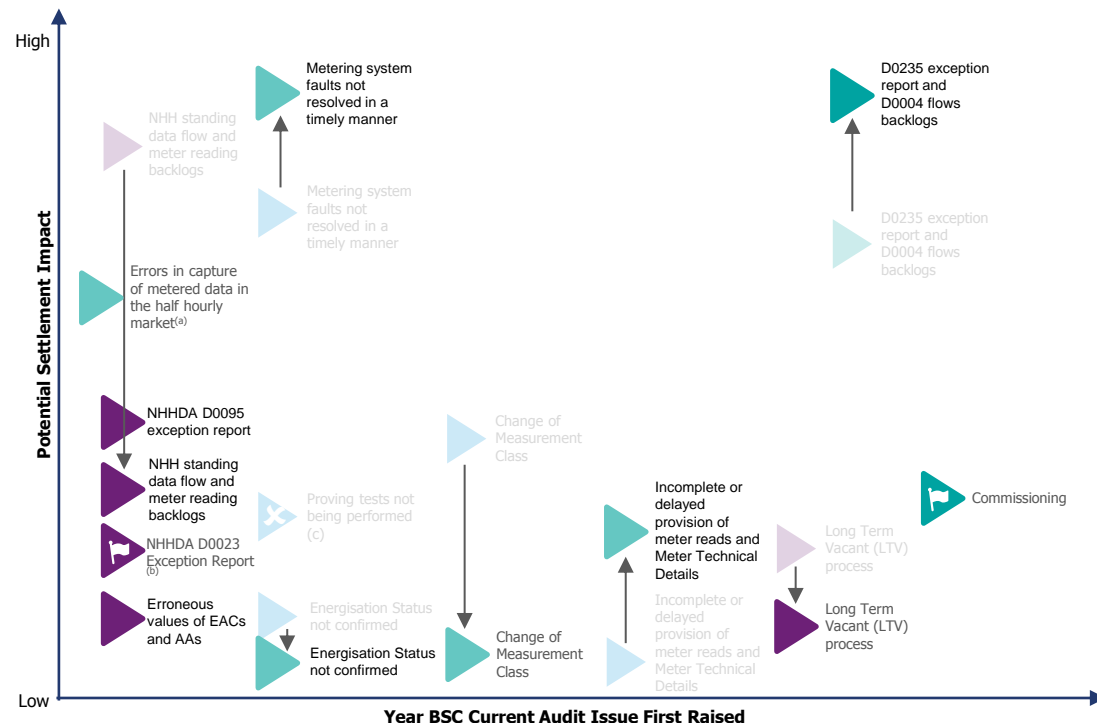 High
Potential Settlement Impact
NHH standing
data flow and
meter reading
backlogs
Metering system
faults not
resolved in a
timely manner
Metering system
faults not
resolved in a
timely manner
D0235 exception
report and
D0004 flows
backlogs
D0235 exception
report and
D0004 flows
backlogs
Errors in capture
of metered data in
the half hourly
market(a)
NHHDA D0095
exception report
NHH standing
data flow and
meter reading
backlogs
NHHDA D0023
Exception Report
(b)
Erroneous
values of EACs
and AAs
Proving tests not
being performed
(c)
Energisation Status
not confirmed
Energisation Status
not confirmed
Change of
Measurement
Class
Change of
Measurement
Class
Incomplete or
delayed
provision of
meter reads and
Meter Technical
Details
Incomplete or
delayed
provision of
meter reads and
Meter Technical
Details
Long Term
Vacant (LTV)
process
Long Term
Vacant (LTV)
process
Commissioning
Low
Year BSC Current Audit Issue First Raised